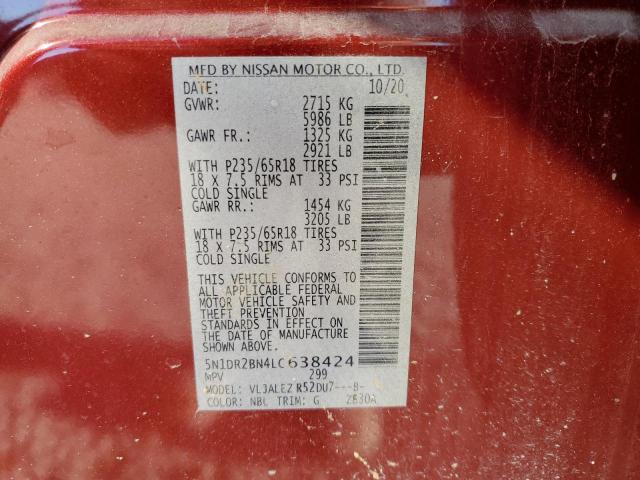 MFD BY NISSAN MOTOR CO., LTD.
DATE: 10/20
GVWR: 2715 KG
5986 LB
GAWR FR.: 1325 KG
2921 LB
WITH P235/65R18 TIRES
18 X 7.5 RIMS AT 33 PSI
COLD SINGLE
GAWR RR.: 1454 KG
3205 LB
WITH P235/65R18 TIRES
18 X 7.5 RIMS AT 33 PSI
COLD SINGLE
THIS VEHICLE CONFORMS TO
ALL APPLICABLE FEDERAL
MOTOR VEHICLE SAFETY AND
THEFT PREVENTION
STANDARDS IN EFFECT ON
THE DATE OF MANUFACTURE
SHOWN ABOVE
5N1DR2BN4LC638424
MPV 299
MODEL: VL3ALEZ R52DU7---B-
COLOR: NBL TRIM: G